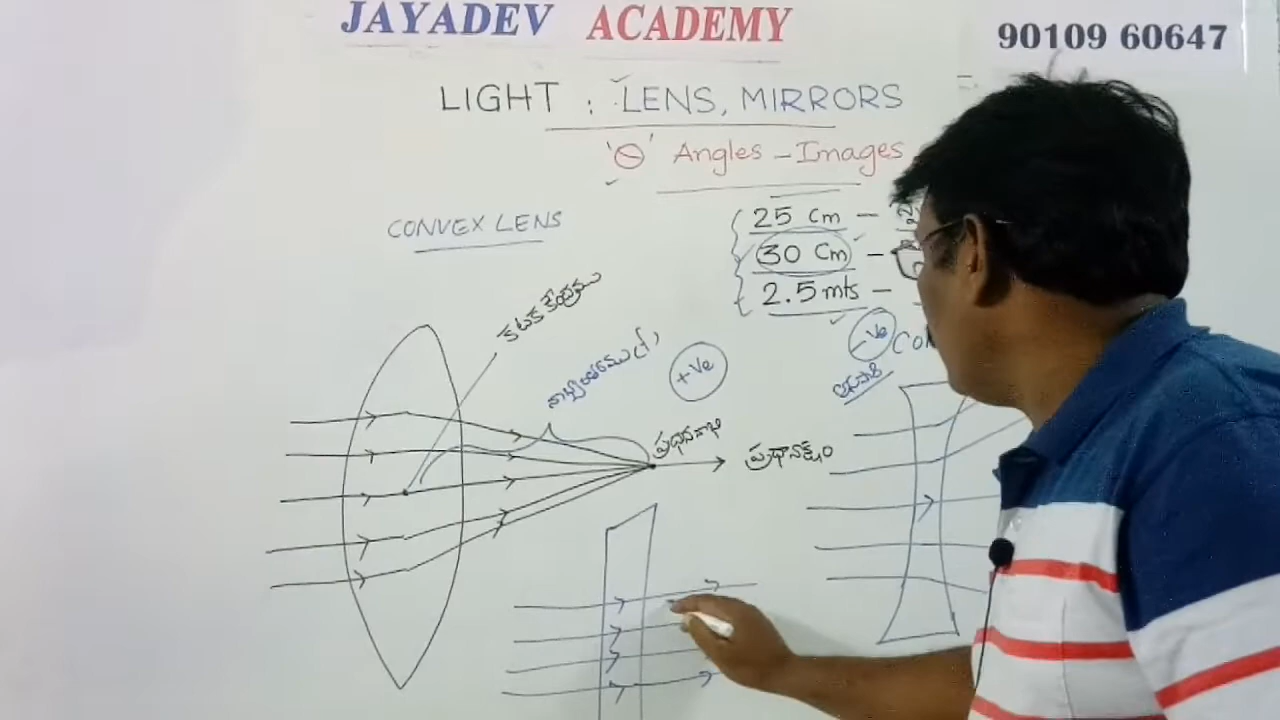 JAYADEV ACADEMY
90109 60647
LIGHT : LENS, MIRRORS
'Θ' Angles - Images
25 Cm -
30 Cm -
2.5 mts -
CONVEX LENS
కటక కేంద్రము
+Ve
-Ve
ప్రధాననాభి
ప్రధానాక్షం